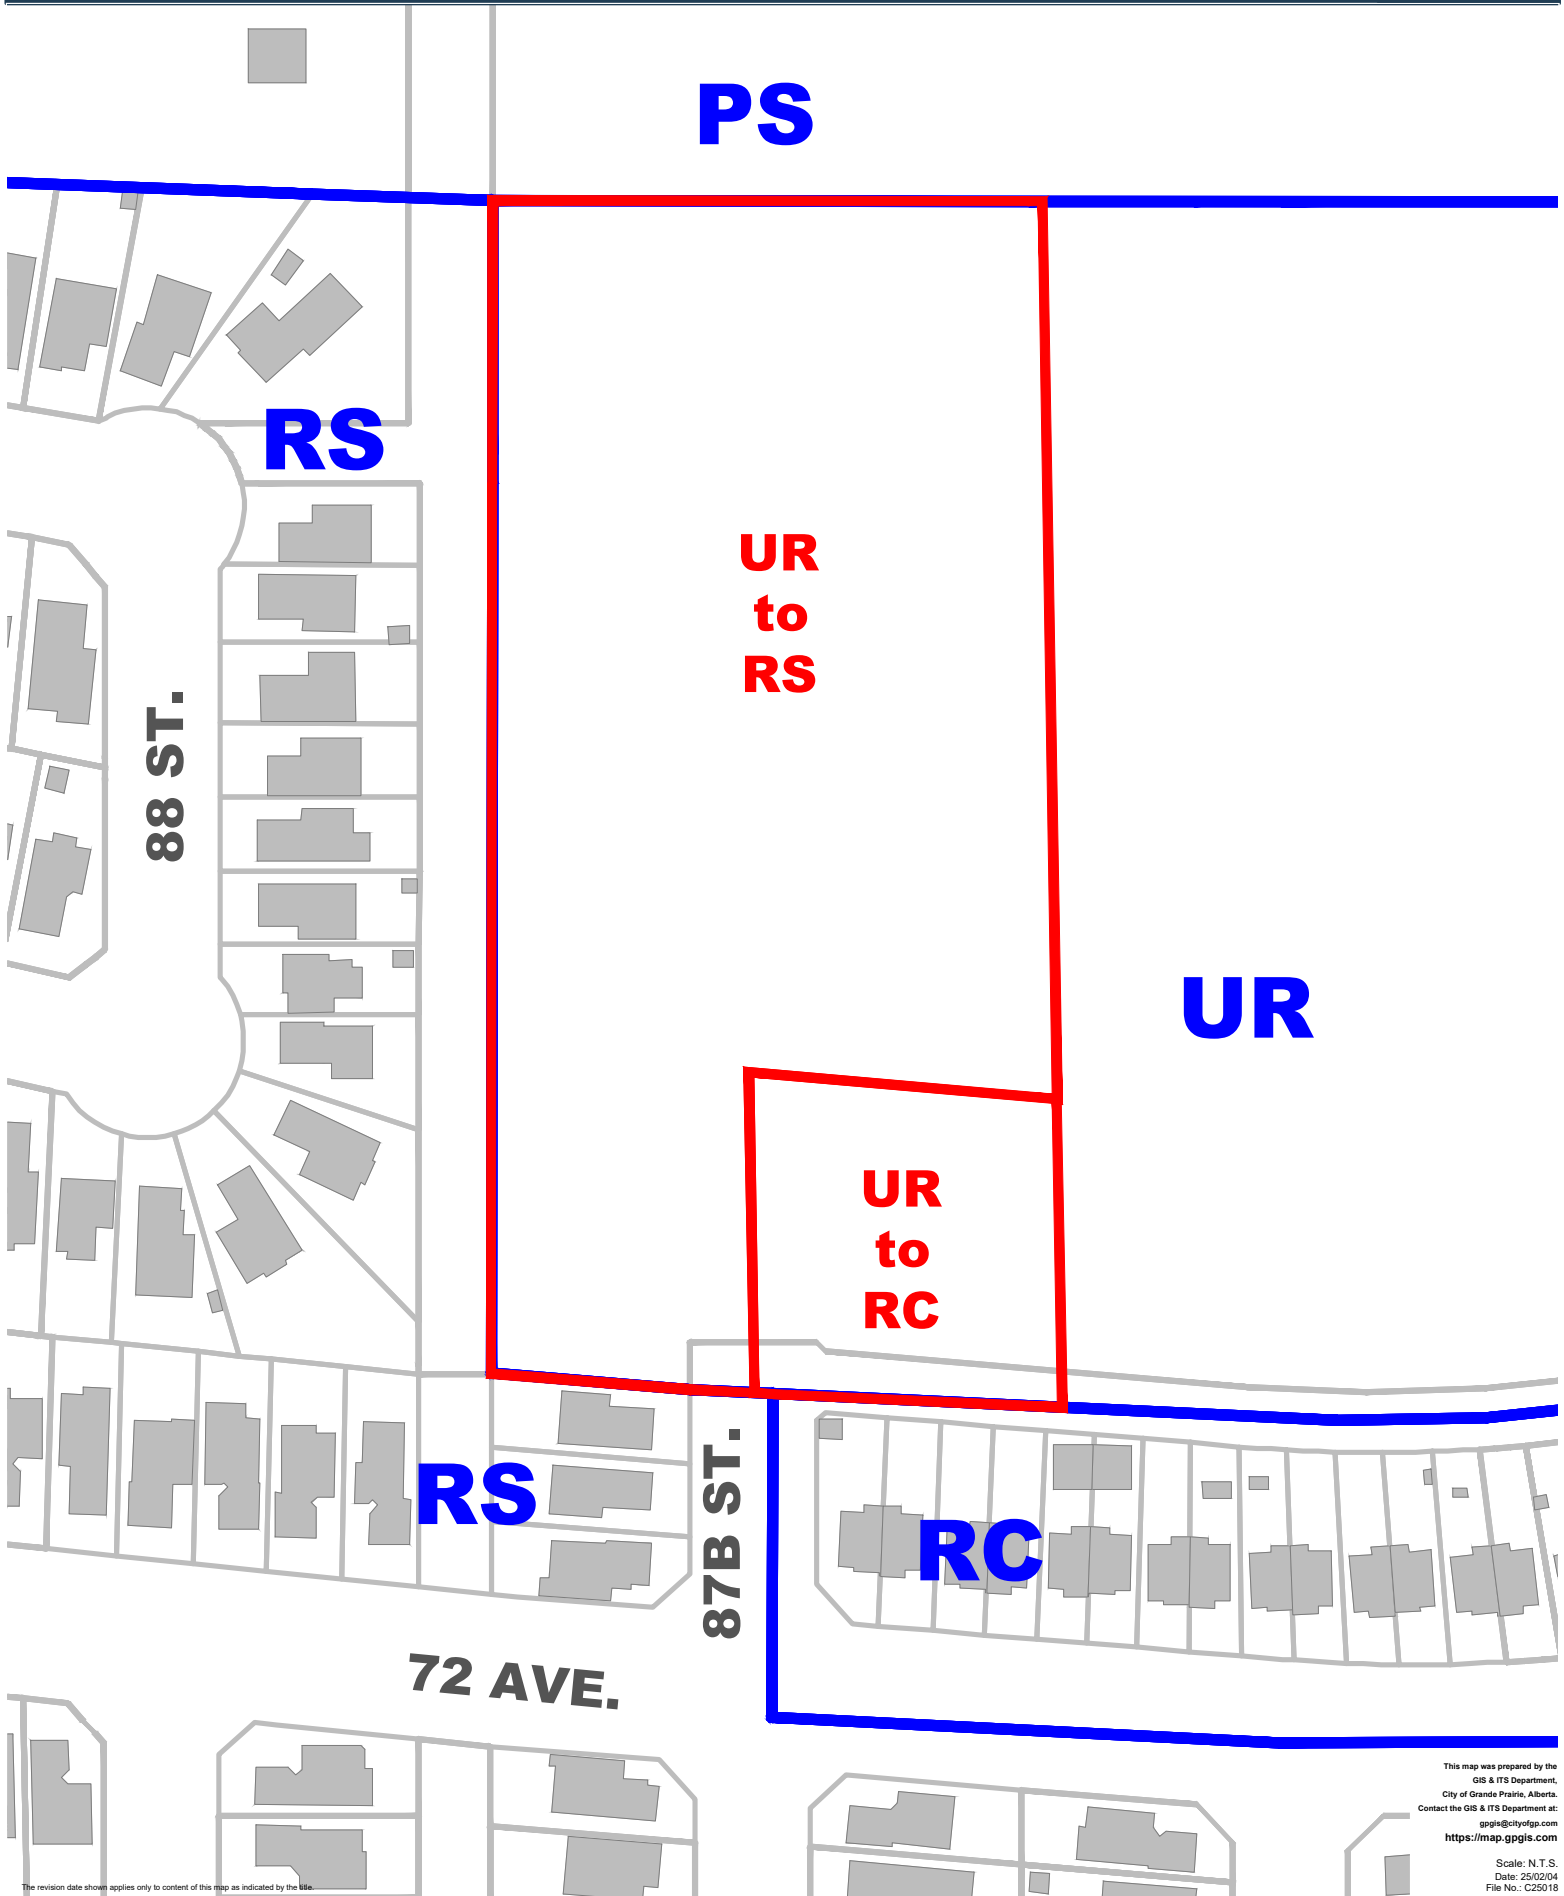 PS
RS
UR
to
RS
88 ST.
UR
UR
to
RC
RS
87B ST.
RC
72 AVE.
This map was prepared by the
GIS & ITS Department,
City of Grande Prairie, Alberta.
Contact the GIS & ITS Department at:
gpgis@cityofgp.com
https://map.gpgis.com
Scale: N.T.S.
Date: 25/02/04
File No.: C25018
The revision date shown applies only to content of this map as indicated by the title.